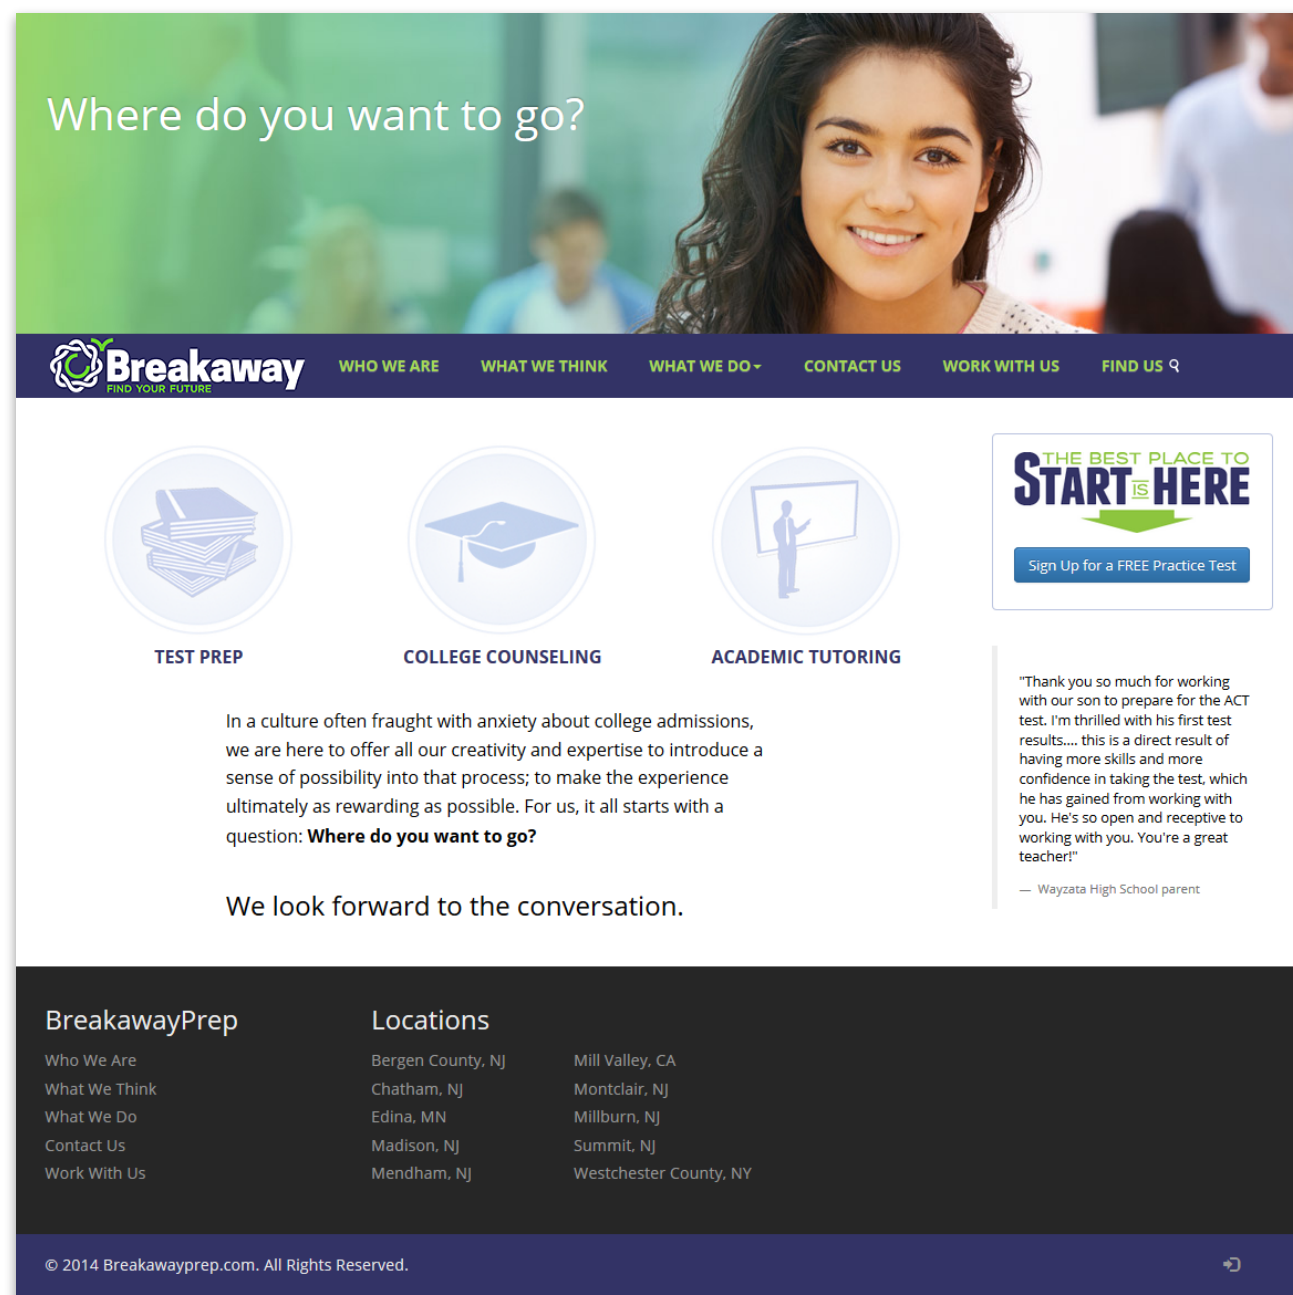 Where do you want to go?
Breakaway
FIND YOUR FUTURE
WHO WE ARE
WHAT WE THINK
WHAT WE DO
CONTACT US
WORK WITH US
FIND US
TEST PREP
COLLEGE COUNSELING
ACADEMIC TUTORING
In a culture often fraught with anxiety about college admissions,
we are here to offer all our creativity and expertise to introduce a
sense of possibility into that process; to make the experience
ultimately as rewarding as possible. For us, it all starts with a
question: Where do you want to go?
We look forward to the conversation.
THE BEST PLACE TO
START IS HERE
Sign Up for a FREE Practice Test
"Thank you so much for working
with our son to prepare for the ACT
test. I'm thrilled with his first test
results.... this is a direct result of
having more skills and more
confidence in taking the test, which
he has gained from working with
you. He's so open and receptive to
working with you. You're a great
teacher!"
— Wayzata High School parent
BreakawayPrep
Who We Are
What We Think
What We Do
Contact Us
Work With Us
Locations
Bergen County, NJ
Chatham, NJ
Edina, MN
Madison, NJ
Mendham, NJ
Mill Valley, CA
Montclair, NJ
Millburn, NJ
Summit, NJ
Westchester County, NY
© 2014 Breakawayprep.com. All Rights Reserved.